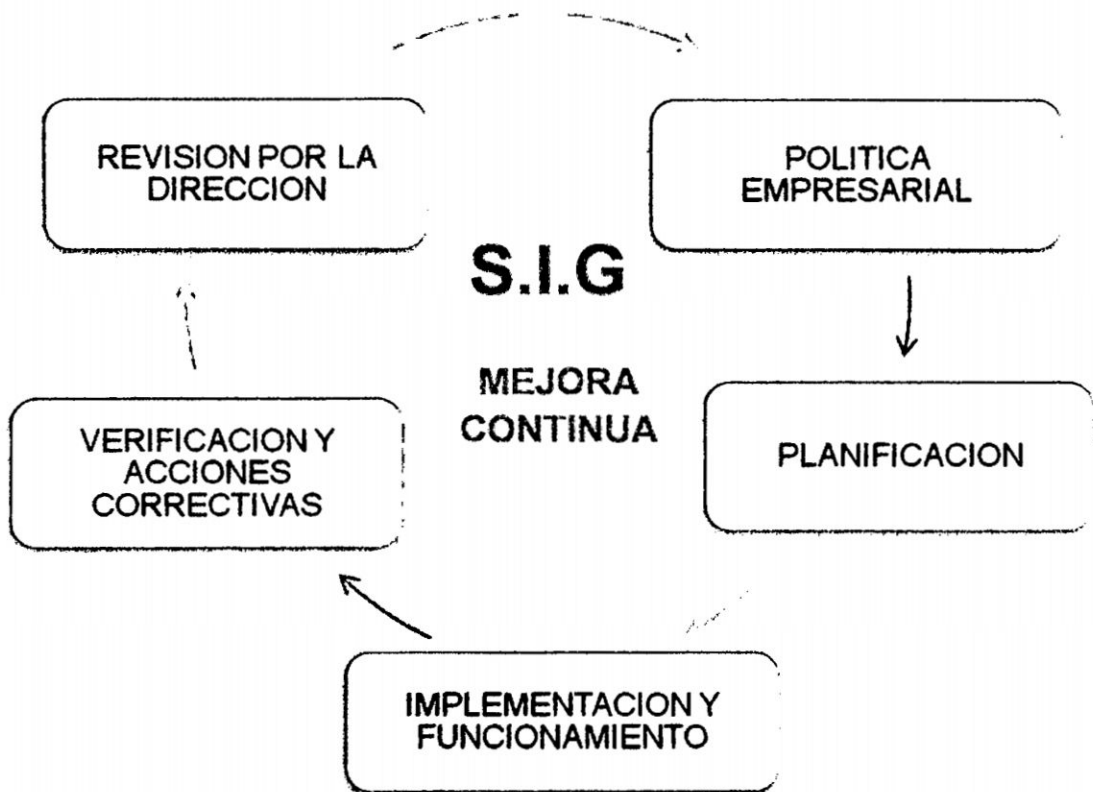 REVISION POR LA
DIRECCION
POLITICA
EMPRESARIAL
S.I.G
MEJORA
CONTINUA
VERIFICACION Y
ACCIONES
CORRECTIVAS
PLANIFICACION
IMPLEMENTACION Y
FUNCIONAMIENTO